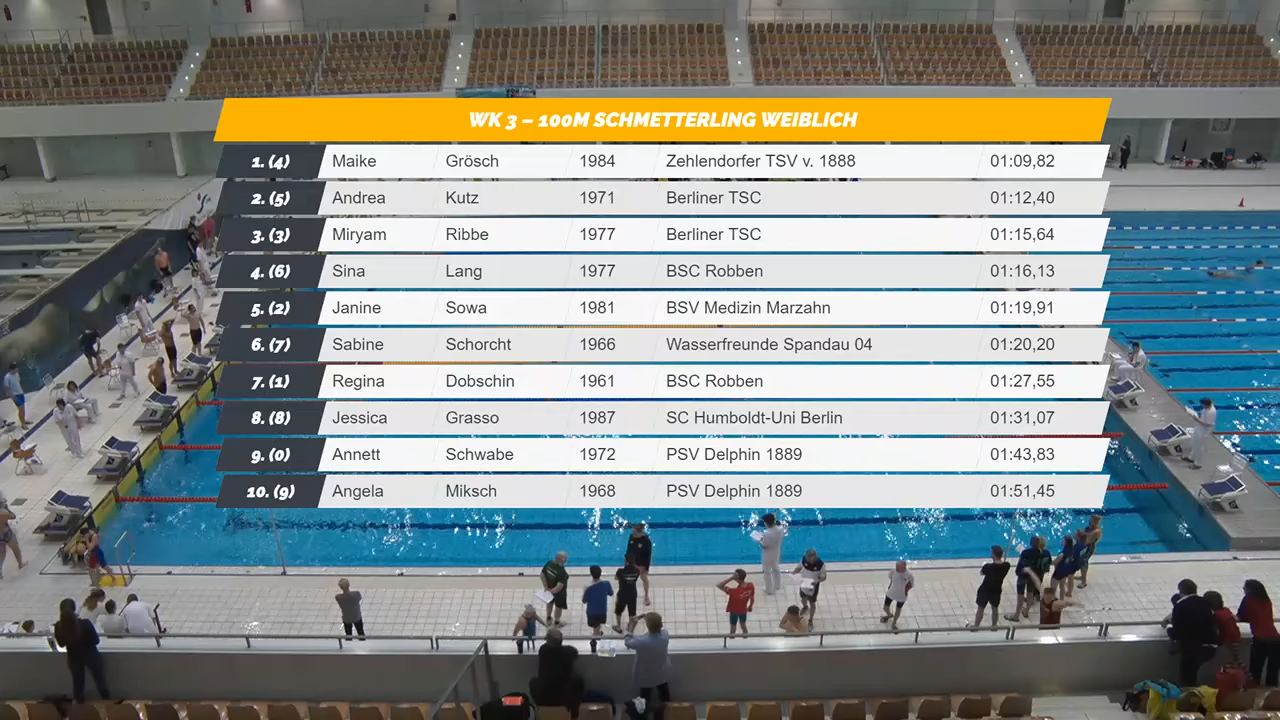 WK 3 – 100M SCHMETTERLING WEIBLICH
1. (4) Maike Grösch 1984 Zehlendorfer TSV v. 1888 01:09,82
2. (5) Andrea Kutz 1971 Berliner TSC 01:12,40
3. (3) Miryam Ribbe 1977 Berliner TSC 01:15,64
4. (6) Sina Lang 1977 BSC Robben 01:16,13
5. (2) Janine Sowa 1981 BSV Medizin Marzahn 01:19,91
6. (7) Sabine Schorcht 1966 Wasserfreunde Spandau 04 01:20,20
7. (1) Regina Dobschin 1961 BSC Robben 01:27,55
8. (8) Jessica Grasso 1987 SC Humboldt-Uni Berlin 01:31,07
9. (0) Annett Schwabe 1972 PSV Delphin 1889 01:43,83
10. (9) Angela Miksch 1968 PSV Delphin 1889 01:51,45